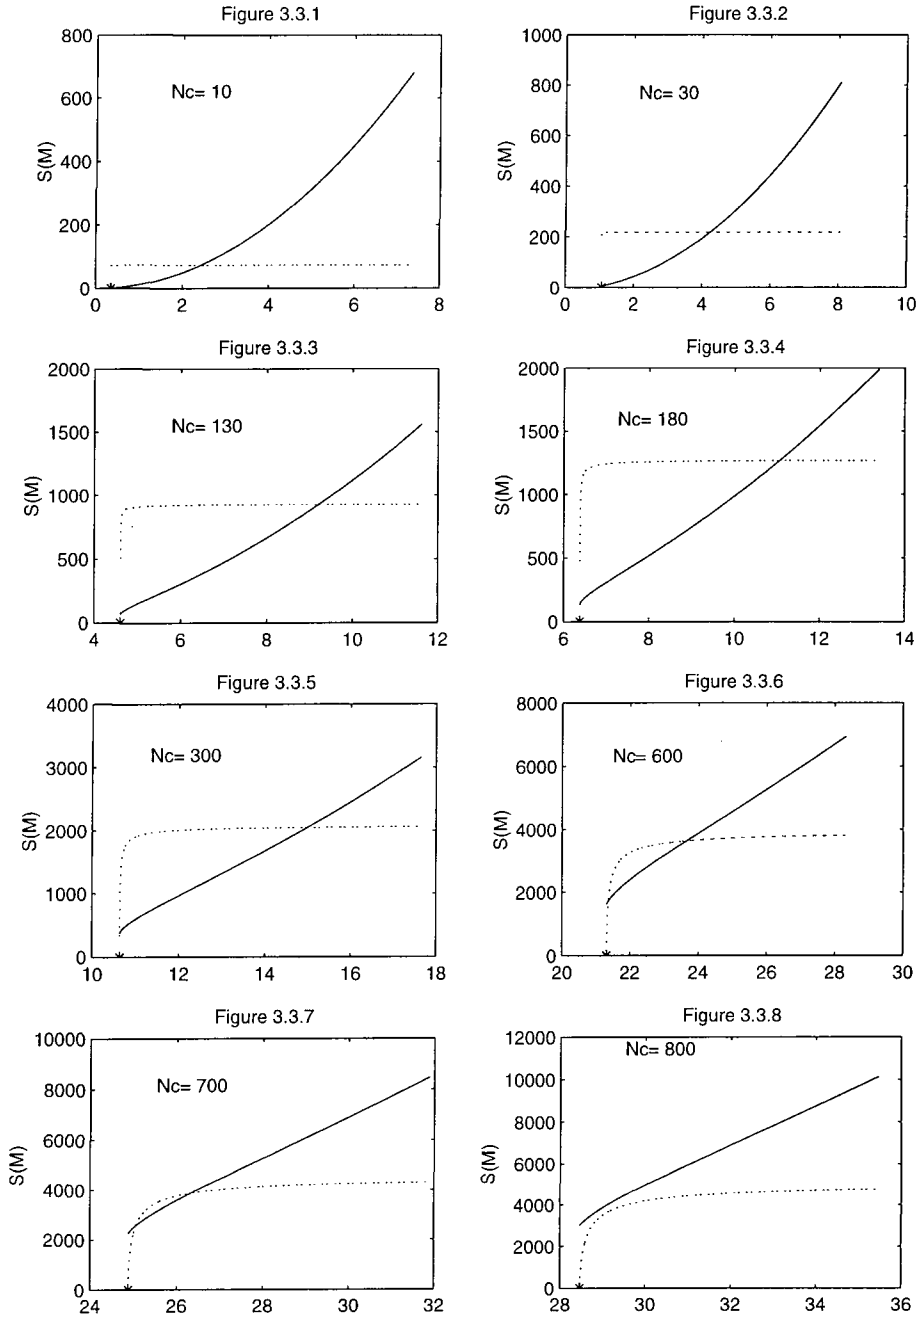 Figure 3.3.1
800
600
400
200
0
S(M)
Nc= 10
0 2 4 6 8
Figure 3.3.2
1000
800
600
400
200
0
S(M)
Nc= 30
0 2 4 6 8 10
Figure 3.3.3
2000
1500
1000
500
0
S(M)
Nc= 130
4 6 8 10 12
Figure 3.3.4
2000
1500
1000
500
0
S(M)
Nc= 180
6 8 10 12 14
Figure 3.3.5
4000
3000
2000
1000
0
S(M)
Nc= 300
10 12 14 16 18
Figure 3.3.6
8000
6000
4000
2000
0
S(M)
Nc= 600
20 22 24 26 28 30
Figure 3.3.7
10000
8000
6000
4000
2000
0
S(M)
Nc= 700
24 26 28 30 32
Figure 3.3.8
12000
10000
8000
6000
4000
2000
0
S(M)
Nc= 800
28 30 32 34 36